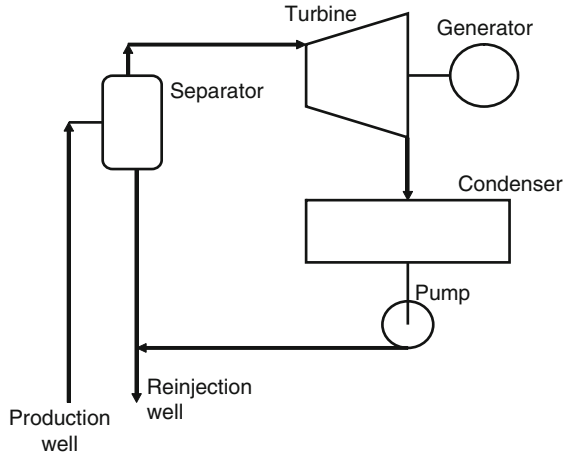 Turbine
Generator
Separator
Condenser
Pump
Reinjection
well
Production
well